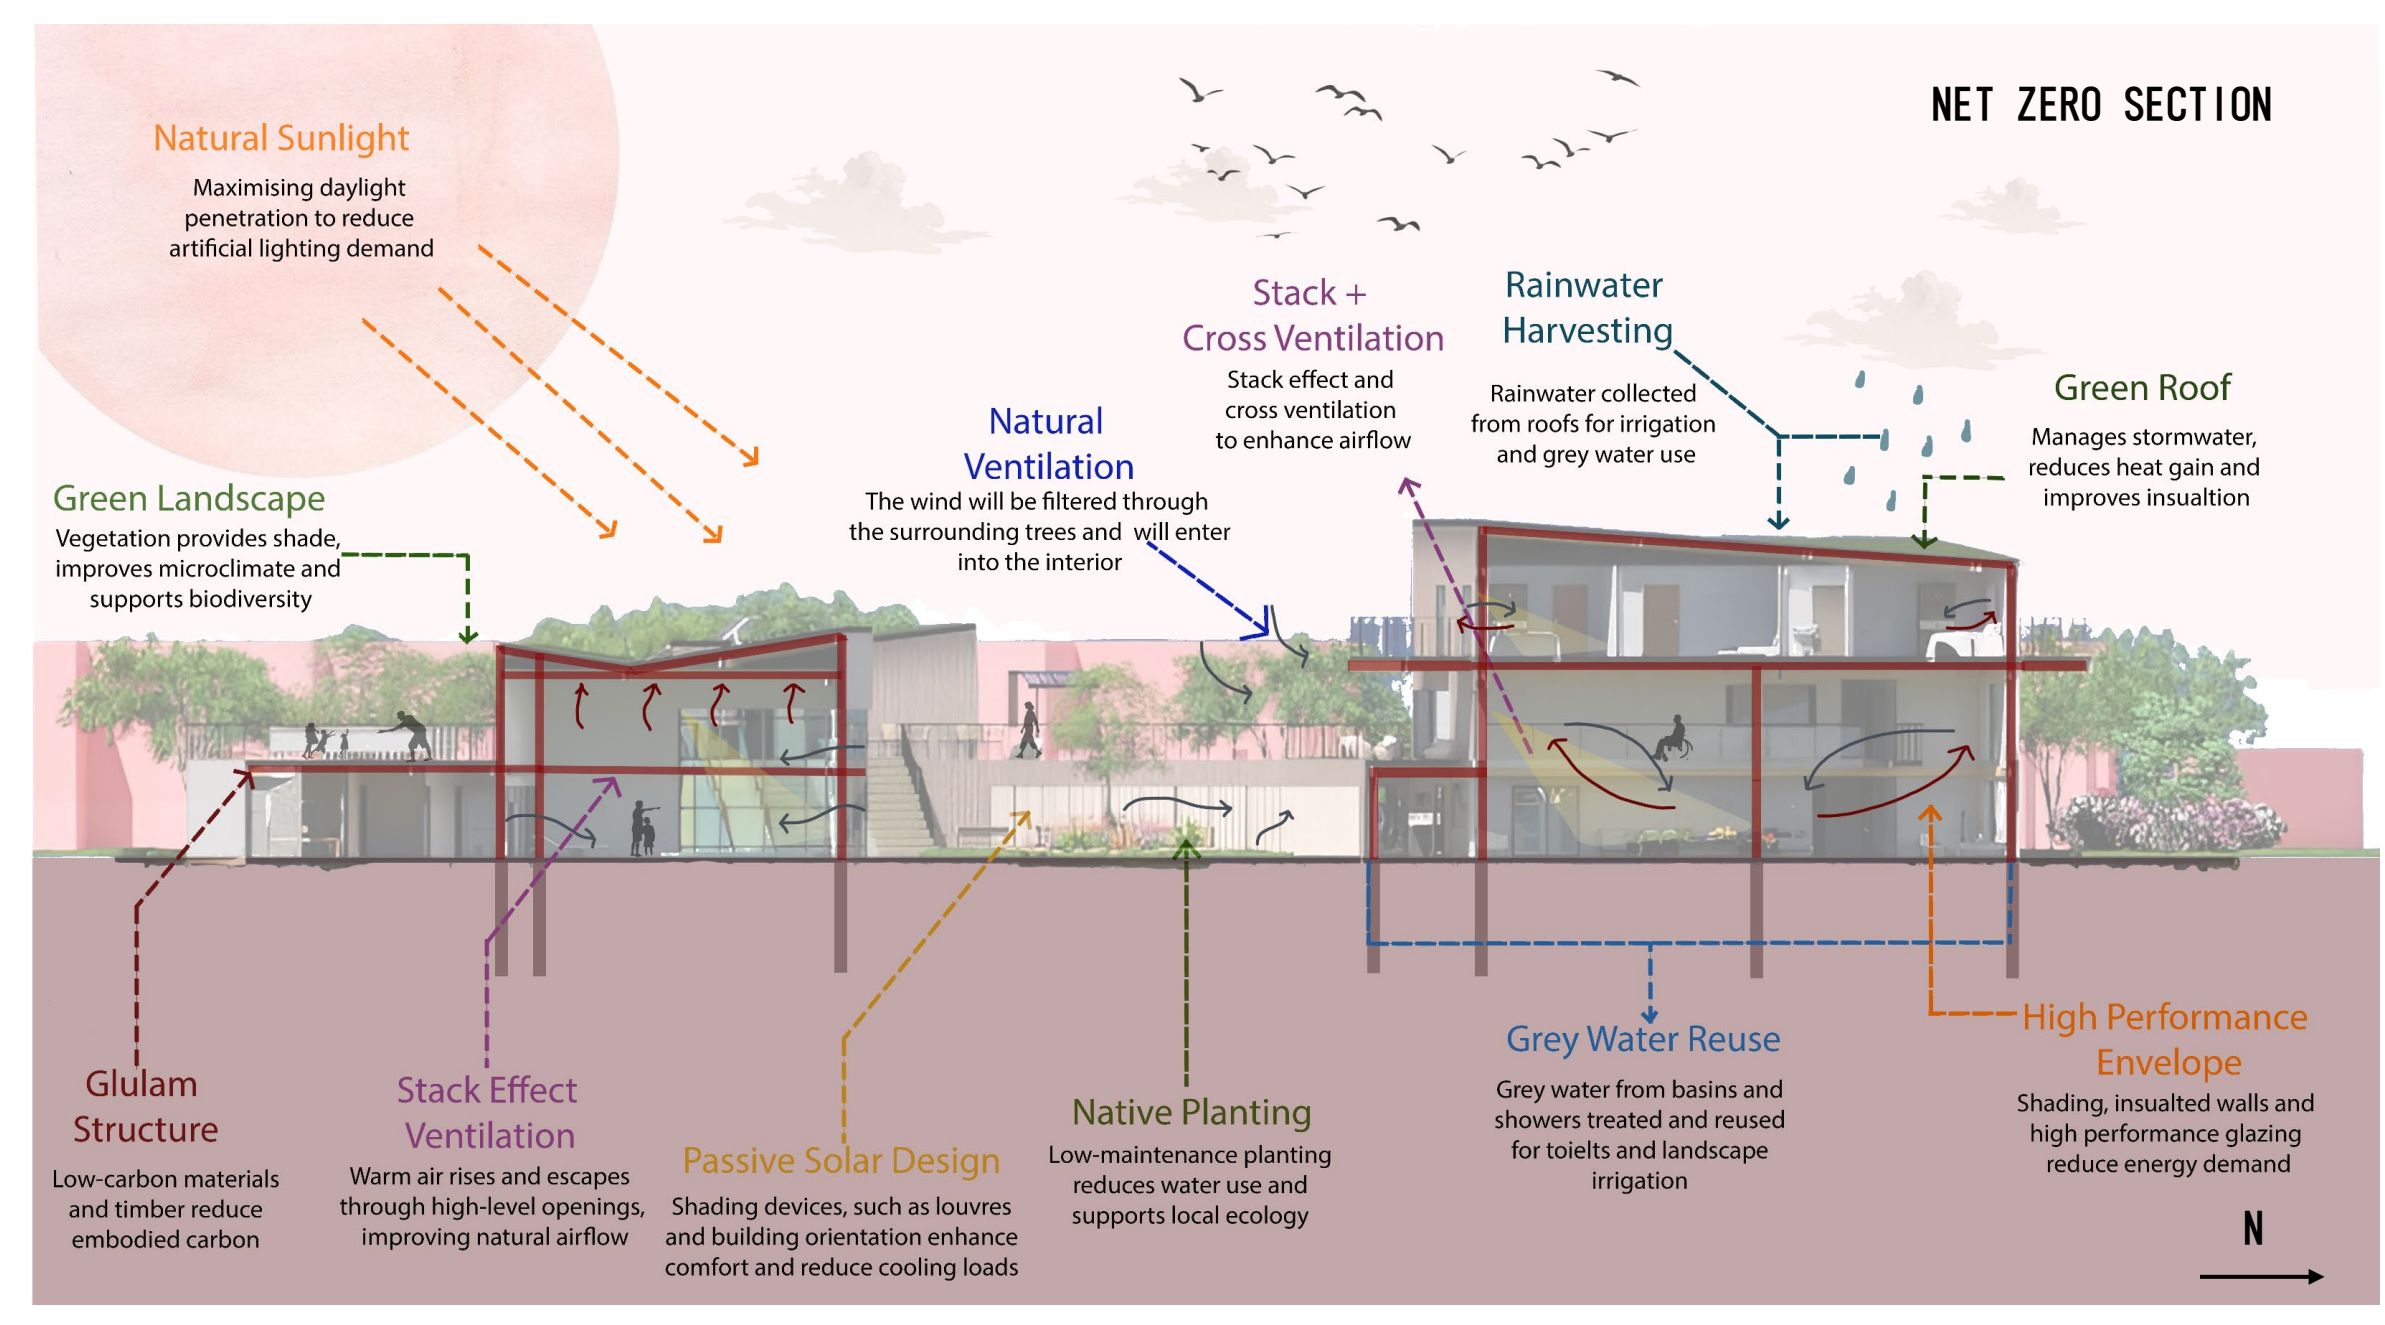 NET ZERO SECTION
Natural Sunlight
Maximising daylight
penetration to reduce
artificial lighting demand
Green Landscape
Vegetation provides shade,
improves microclimate and
supports biodiversity
Natural
Ventilation
The wind will be filtered through
the surrounding trees and will enter
into the interior
Stack +
Cross Ventilation
Stack effect and
cross ventilation
to enhance airflow
Rainwater
Harvesting
Rainwater collected
from roofs for irrigation
and grey water use
Green Roof
Manages stormwater,
reduces heat gain and
improves insualtion
Glulam
Structure
Low-carbon materials
and timber reduce
embodied carbon
Stack Effect
Ventilation
Warm air rises and escapes
through high-level openings,
improving natural airflow
Passive Solar Design
Shading devices, such as louvres
and building orientation enhance
comfort and reduce cooling loads
Native Planting
Low-maintenance planting
reduces water use and
supports local ecology
Grey Water Reuse
Grey water from basins and
showers treated and reused
for toielts and landscape
irrigation
High Performance
Envelope
Shading, insualted walls and
high performance glazing
reduce energy demand
N